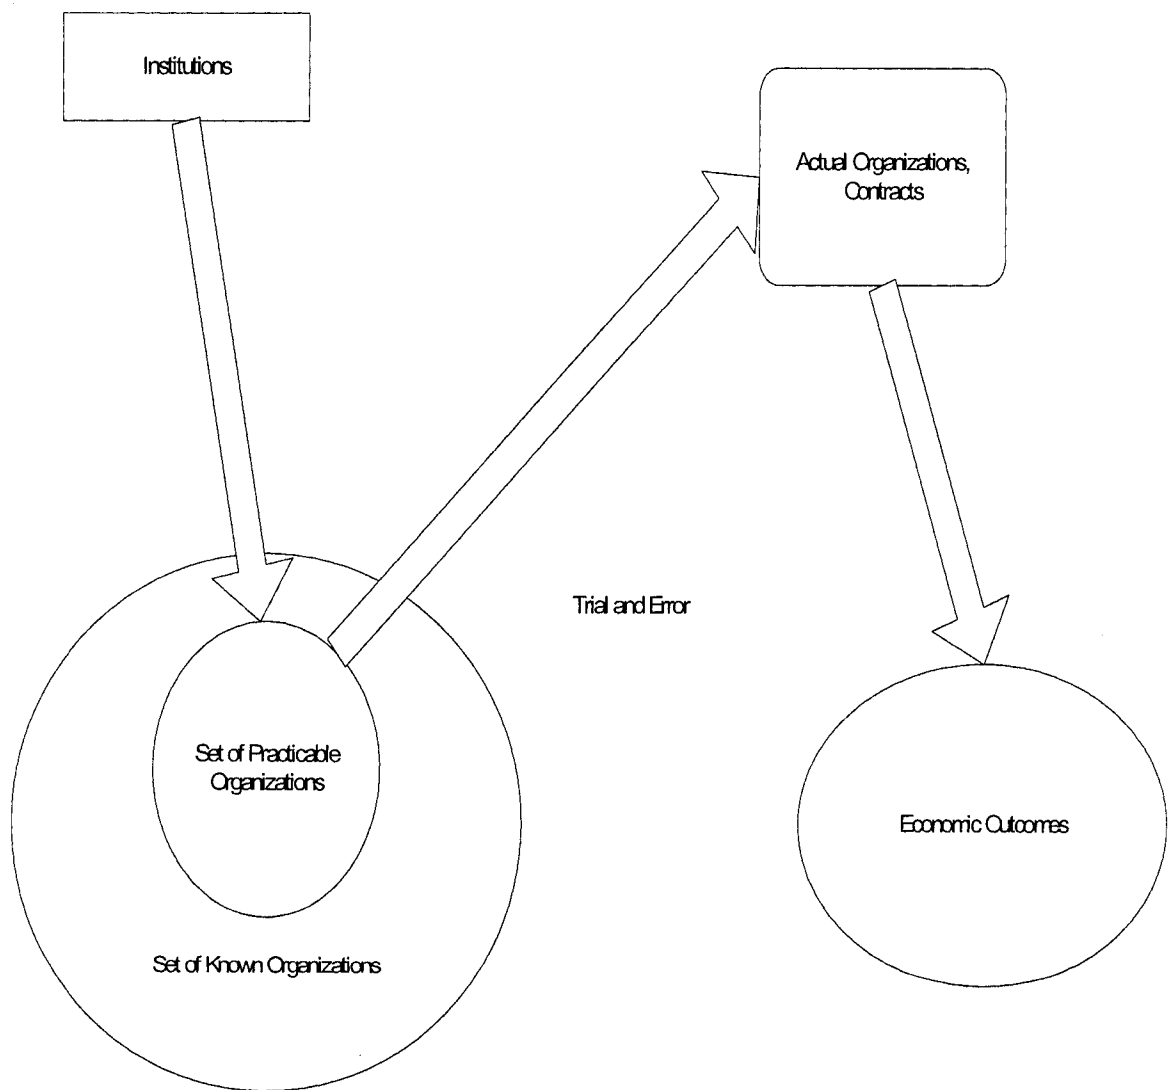 Institutions
Actual Organizations,
Contracts
Trial and Error
Set of Practicable
Organizations
Economic Outcomes
Set of Known Organizations